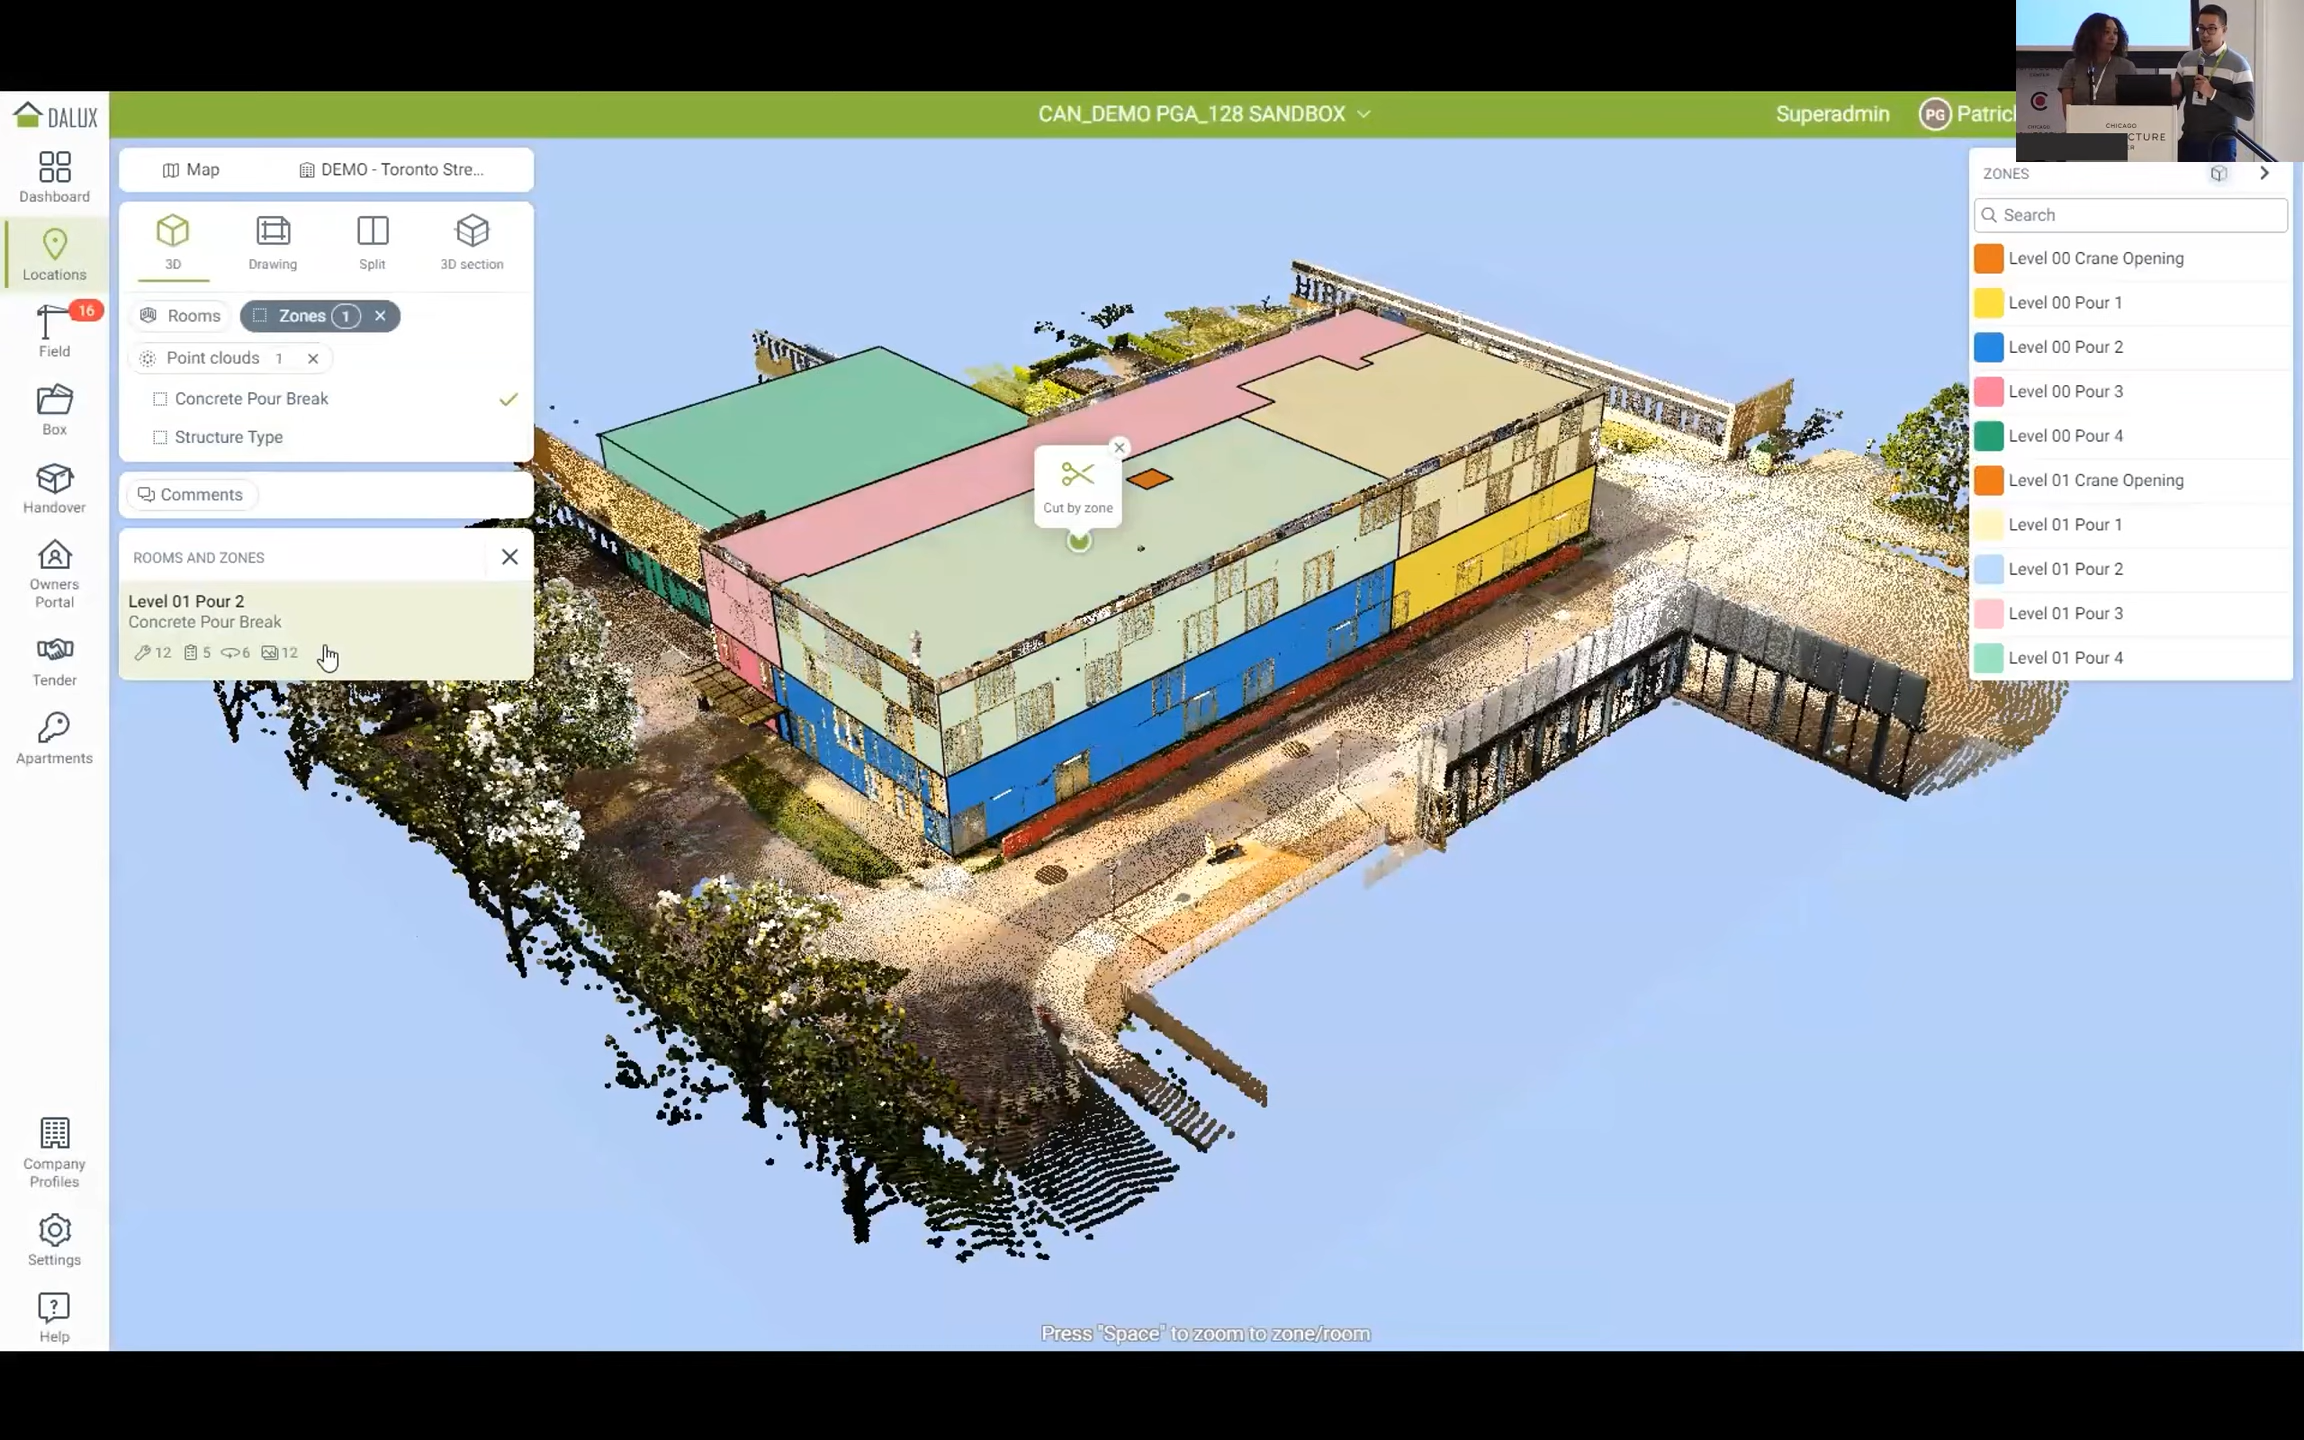 DALUX
CAN_DEMO PGA_128 SANDBOX
Superadmin
PG
Patric
CHICAGO
CTURE
ER
Dashboard
Locations
16
Field
Box
Handover
Owners
Portal
Tender
Apartments
Company
Profiles
Settings
Help
Map
DEMO - Toronto Stre...
3D
Drawing
Split
3D section
Rooms
Zones 1
Point clouds 1
Concrete Pour Break
Structure Type
Comments
ROOMS AND ZONES
Level 01 Pour 2
Concrete Pour Break
12 5 6 12
Cut by zone
Press "Space" to zoom to zone/room
ZONES
Search
Level 00 Crane Opening
Level 00 Pour 1
Level 00 Pour 2
Level 00 Pour 3
Level 00 Pour 4
Level 01 Crane Opening
Level 01 Pour 1
Level 01 Pour 2
Level 01 Pour 3
Level 01 Pour 4